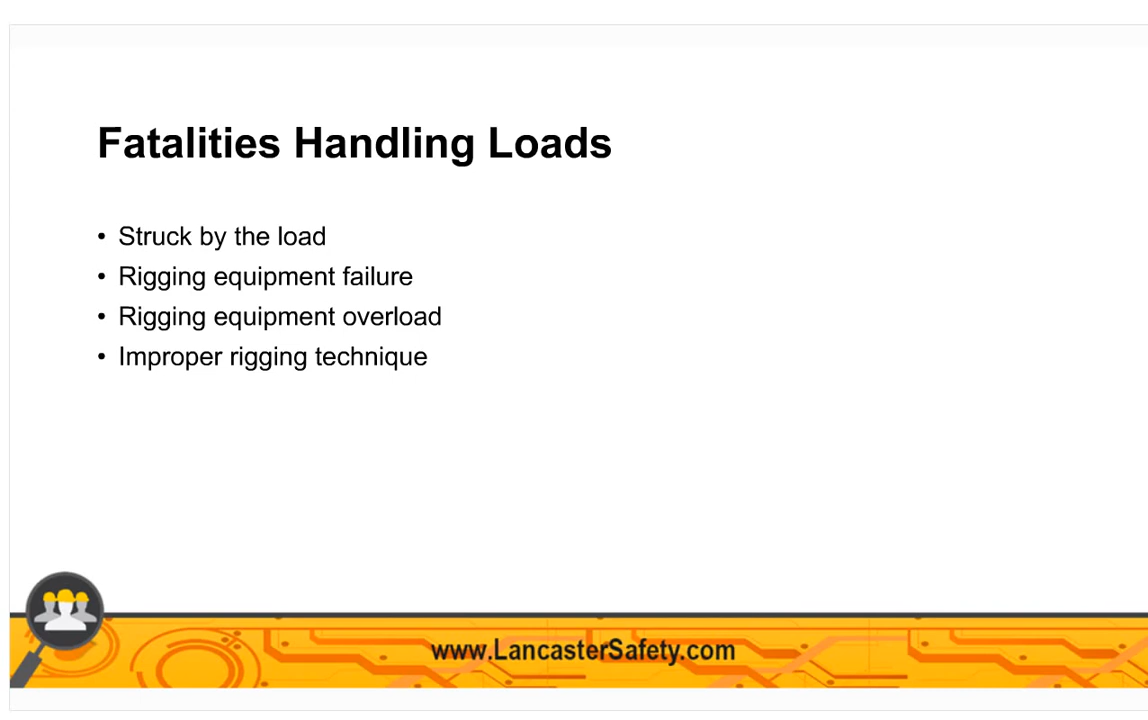 Fatalities Handling Loads
• Struck by the load
• Rigging equipment failure
• Rigging equipment overload
• Improper rigging technique
www.LancasterSafety.com